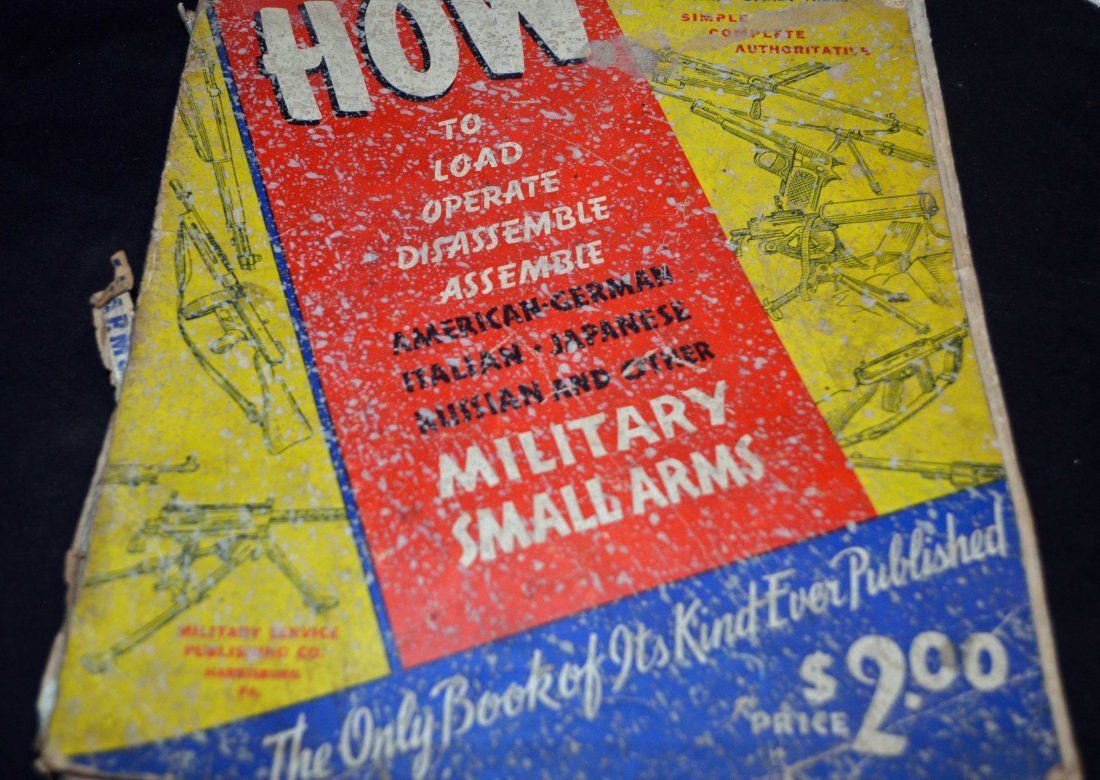 HOW
SIMPLE
COMPLETE
AUTHORITATIVE
TO
LOAD
OPERATE
DISASSEMBLE
ASSEMBLE
AMERICAN·GERMAN
ITALIAN·JAPANESE
RUSSIAN AND OTHER
MILITARY
SMALL ARMS
MILITARY SERVICE
PUBLISHING CO.
HARRISBURG
PA.
The Only Book of Its Kind Ever Published
PRICE $2.00